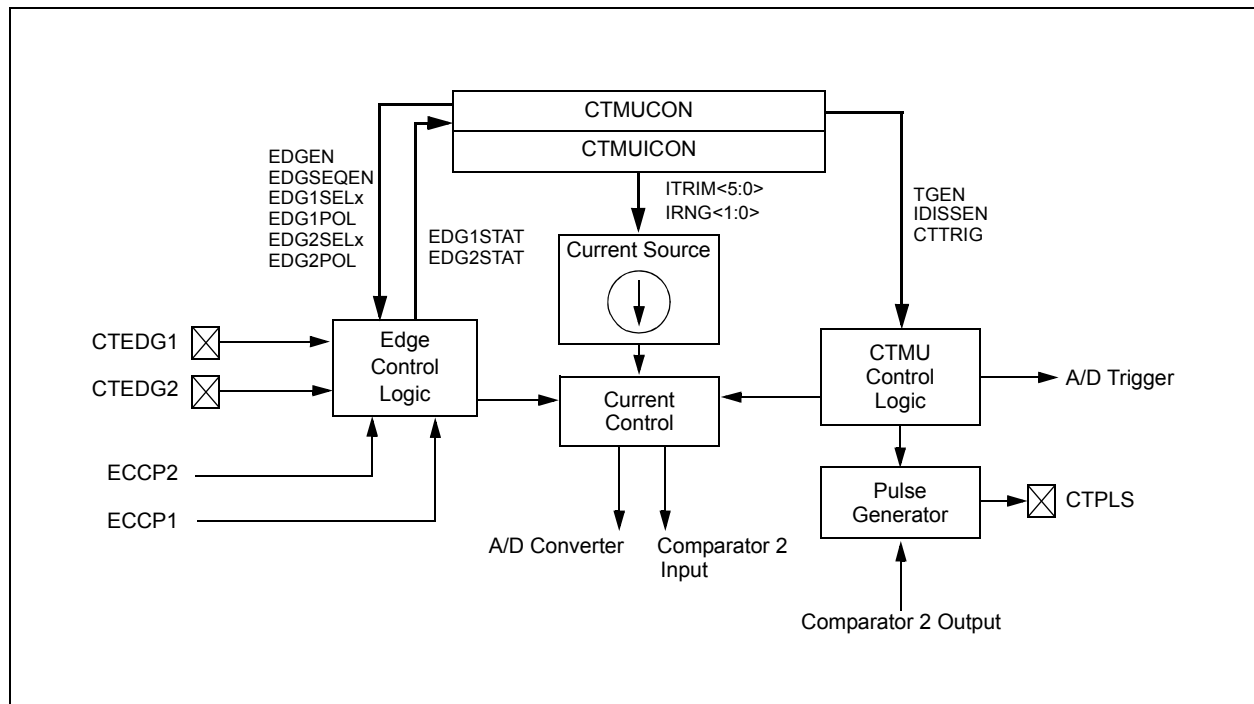 CTMUCON
CTMUICON
EDGEN
EDGSEQEN
EDG1SELx
EDG1POL
EDG2SELx
EDG2POL
EDG1STAT
EDG2STAT
ITRIM<5:0>
IRNG<1:0>
TGEN
IDISSEN
CTTRIG
Current Source
CTEDG1
CTEDG2
Edge
Control
Logic
Current
Control
CTMU
Control
Logic
A/D Trigger
ECCP2
ECCP1
Pulse
Generator
CTPLS
A/D Converter
Comparator 2
Input
Comparator 2 Output